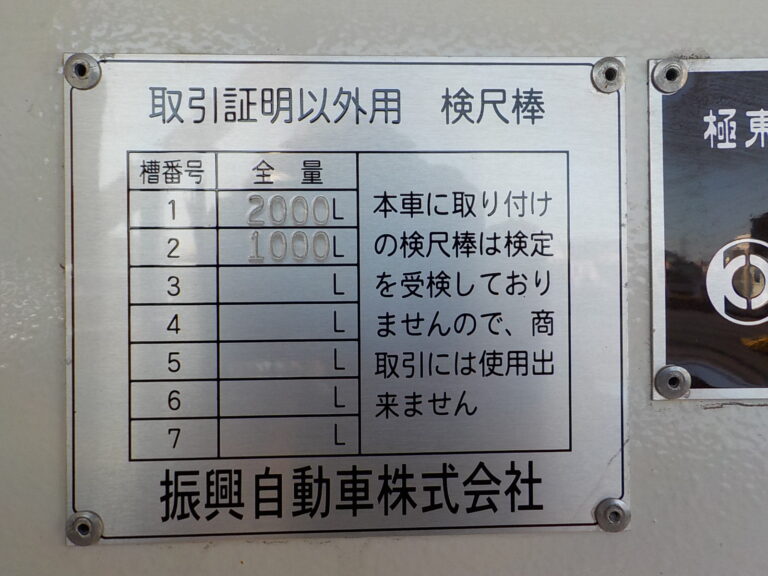 取引証明以外用 検尺棒
槽番号 全量
1 2000L
2 1000L
3 L
4 L
5 L
6 L
7 L
本車に取り付け
の検尺棒は検定
を受検しており
ませんので、商
取引には使用出
来ません
振興自動車株式会社
極東